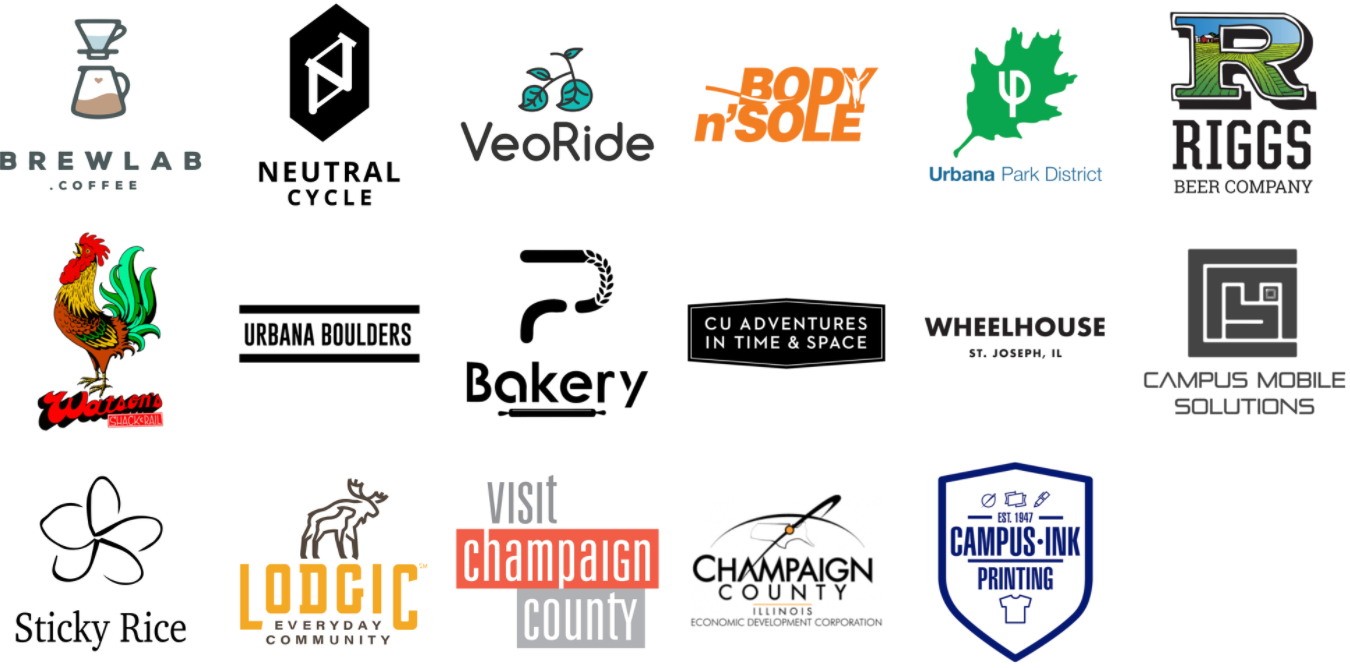 BREWLAB
.COFFEE
NEUTRAL
CYCLE
VeoRide
BODY
n'SOLE
Urbana Park District
R
RIGGS
BEER COMPANY
Watson's
SHACK & RAIL
URBANA BOULDERS
Bakery
CU ADVENTURES
IN TIME & SPACE
WHEELHOUSE
ST. JOSEPH, IL
CAMPUS MOBILE
SOLUTIONS
Sticky Rice
LODGIC
EVERYDAY
COMMUNITY
visit
champaign
county
CHAMPAIGN
COUNTY
ILLINOIS
ECONOMIC DEVELOPMENT CORPORATION
EST. 1947
CAMPUS·INK
PRINTING